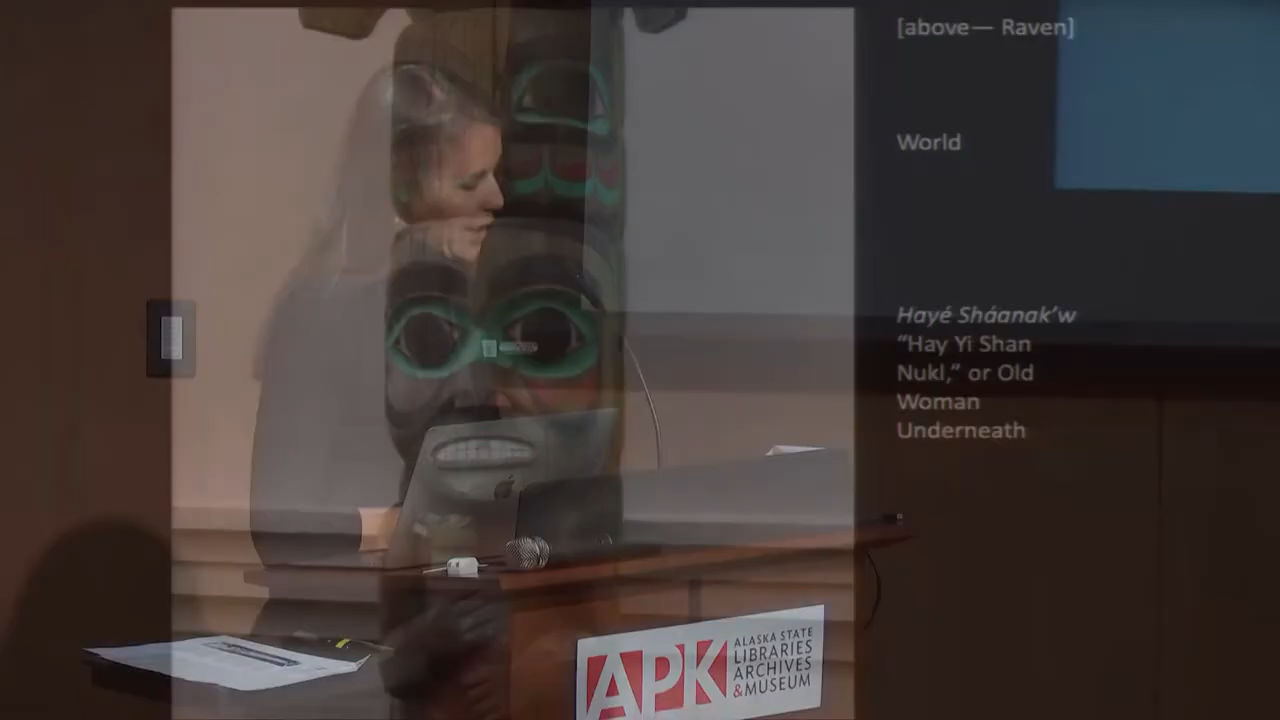 [above— Raven]
World
Hayé Sháanak’w
“Hay Yi Shan
Nukl,” or Old
Woman
Underneath
APK
ALASKA STATE
LIBRARIES
ARCHIVES
&MUSEUM